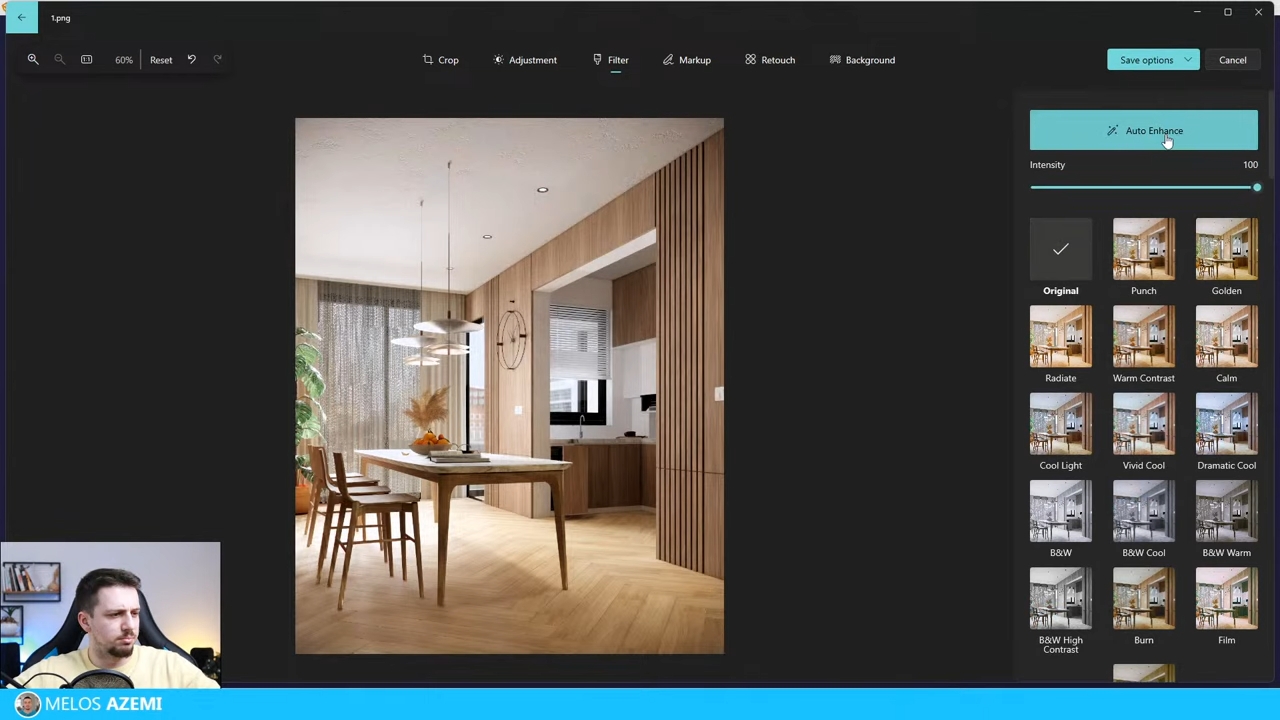 1.png
60%
Reset
Crop
Adjustment
Filter
Markup
Retouch
Background
Save options
Cancel
Auto Enhance
Intensity 100
Original Punch Golden
Radiate Warm Contrast Calm
Cool Light Vivid Cool Dramatic Cool
B&W B&W Cool B&W Warm
B&W High Burn Film
Contrast
MELOS AZEMI